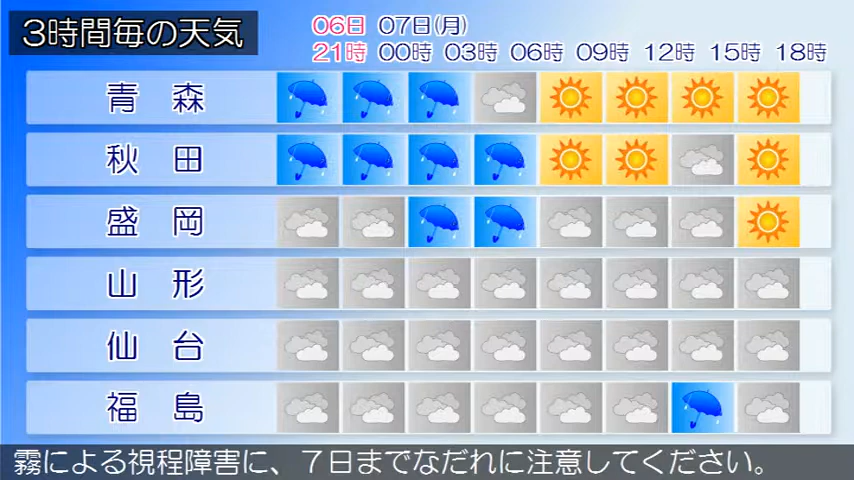 3時間毎の天気
06日 07日(月)
21時 00時 03時 06時 09時 12時 15時 18時
青森
秋田
盛岡
山形
仙台
福島
霧による視程障害に、７日までなだれに注意してください。